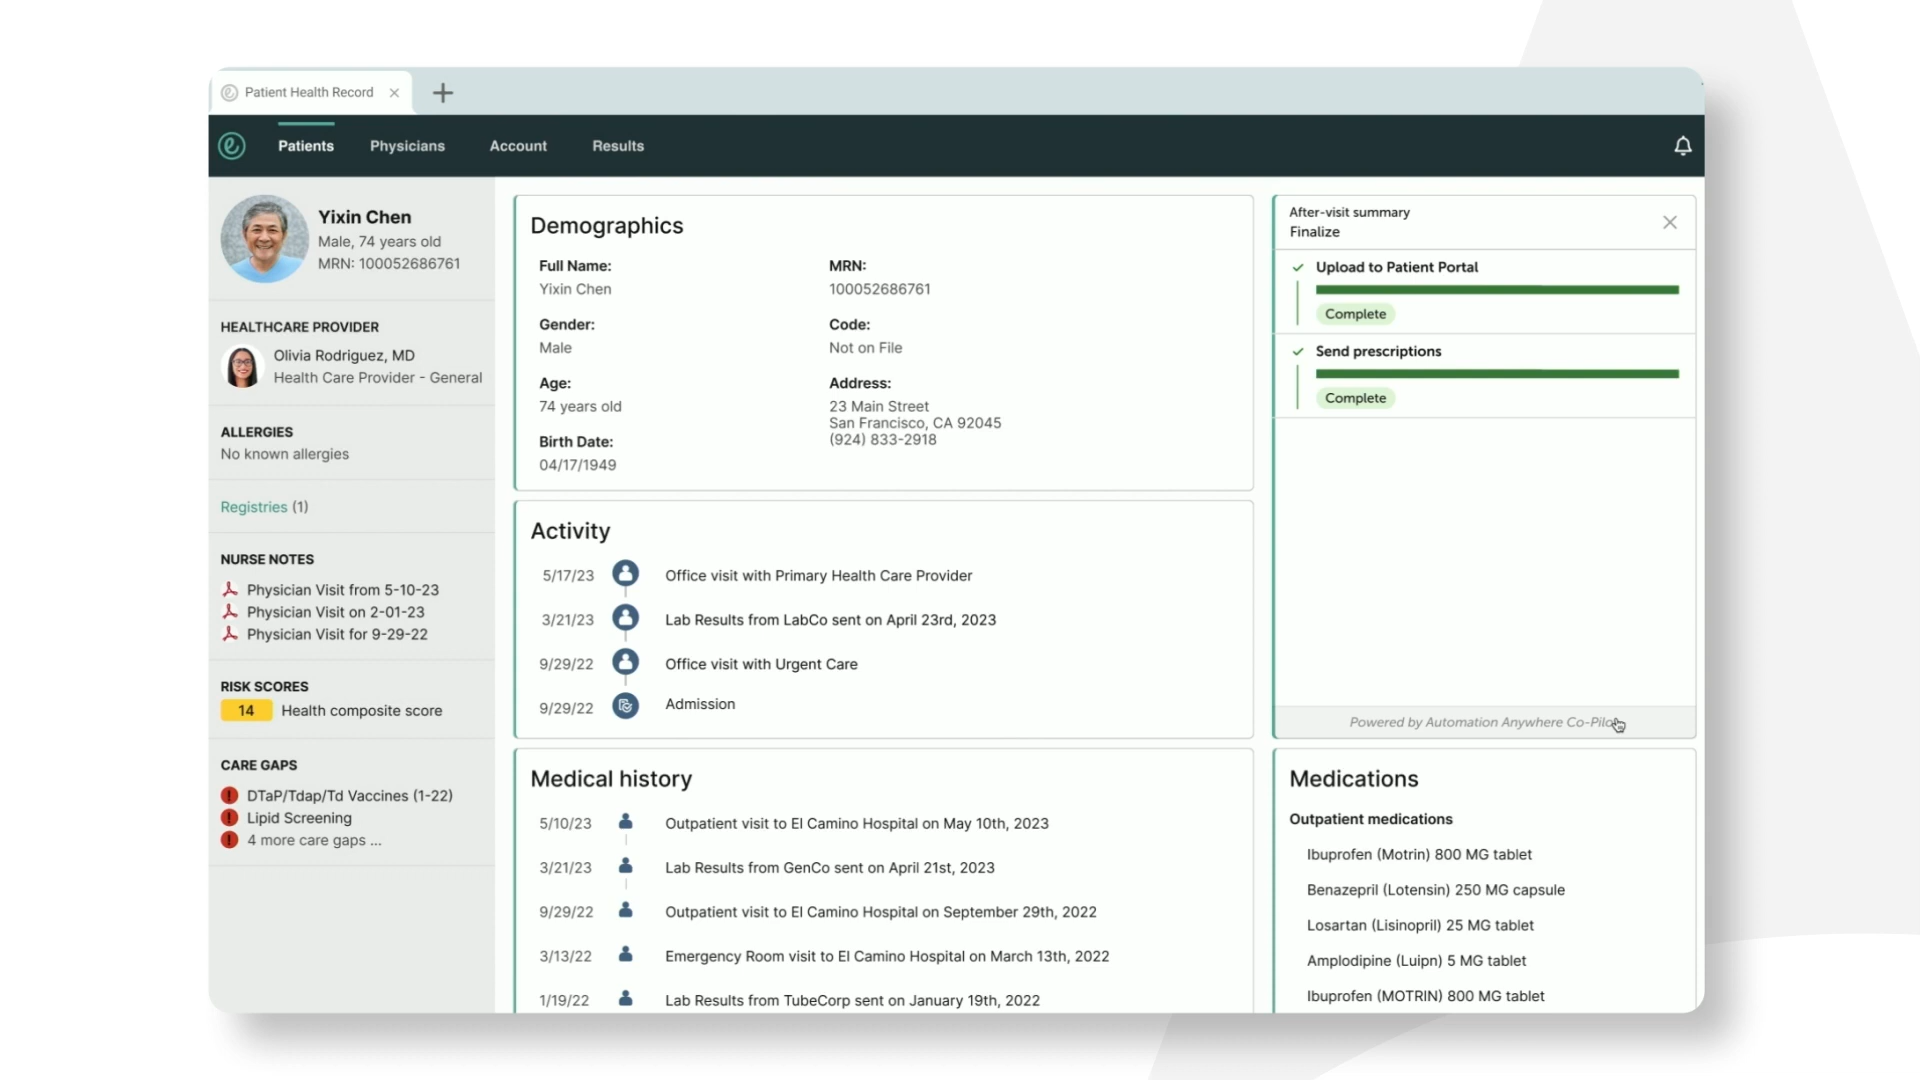 Patient Health Record
Patients
Physicians
Account
Results
Yixin Chen
Male, 74 years old
MRN: 100052686761
HEALTHCARE PROVIDER
Olivia Rodriguez, MD
Health Care Provider - General
ALLERGIES
No known allergies
Registries (1)
NURSE NOTES
Physician Visit from 5-10-23
Physician Visit on 2-01-23
Physician Visit for 9-29-22
RISK SCORES
14 Health composite score
CARE GAPS
DTaP/Tdap/Td Vaccines (1-22)
Lipid Screening
4 more care gaps ...
Demographics
Full Name:
Yixin Chen
Gender:
Male
Age:
74 years old
Birth Date:
04/17/1949
MRN:
100052686761
Code:
Not on File
Address:
23 Main Street
San Francisco, CA 92045
(924) 833-2918
Activity
5/17/23 Office visit with Primary Health Care Provider
3/21/23 Lab Results from LabCo sent on April 23rd, 2023
9/29/22 Office visit with Urgent Care
9/29/22 Admission
Medical history
5/10/23 Outpatient visit to El Camino Hospital on May 10th, 2023
3/21/23 Lab Results from GenCo sent on April 21st, 2023
9/29/22 Outpatient visit to El Camino Hospital on September 29th, 2022
3/13/22 Emergency Room visit to El Camino Hospital on March 13th, 2022
1/19/22 Lab Results from TubeCorp sent on January 19th, 2022
After-visit summary
Finalize
Upload to Patient Portal
Complete
Send prescriptions
Complete
Powered by Automation Anywhere Co-Pilot
Medications
Outpatient medications
Ibuprofen (Motrin) 800 MG tablet
Benazepril (Lotensin) 250 MG capsule
Losartan (Lisinopril) 25 MG tablet
Amplodipine (Luipn) 5 MG tablet
Ibuprofen (MOTRIN) 800 MG tablet